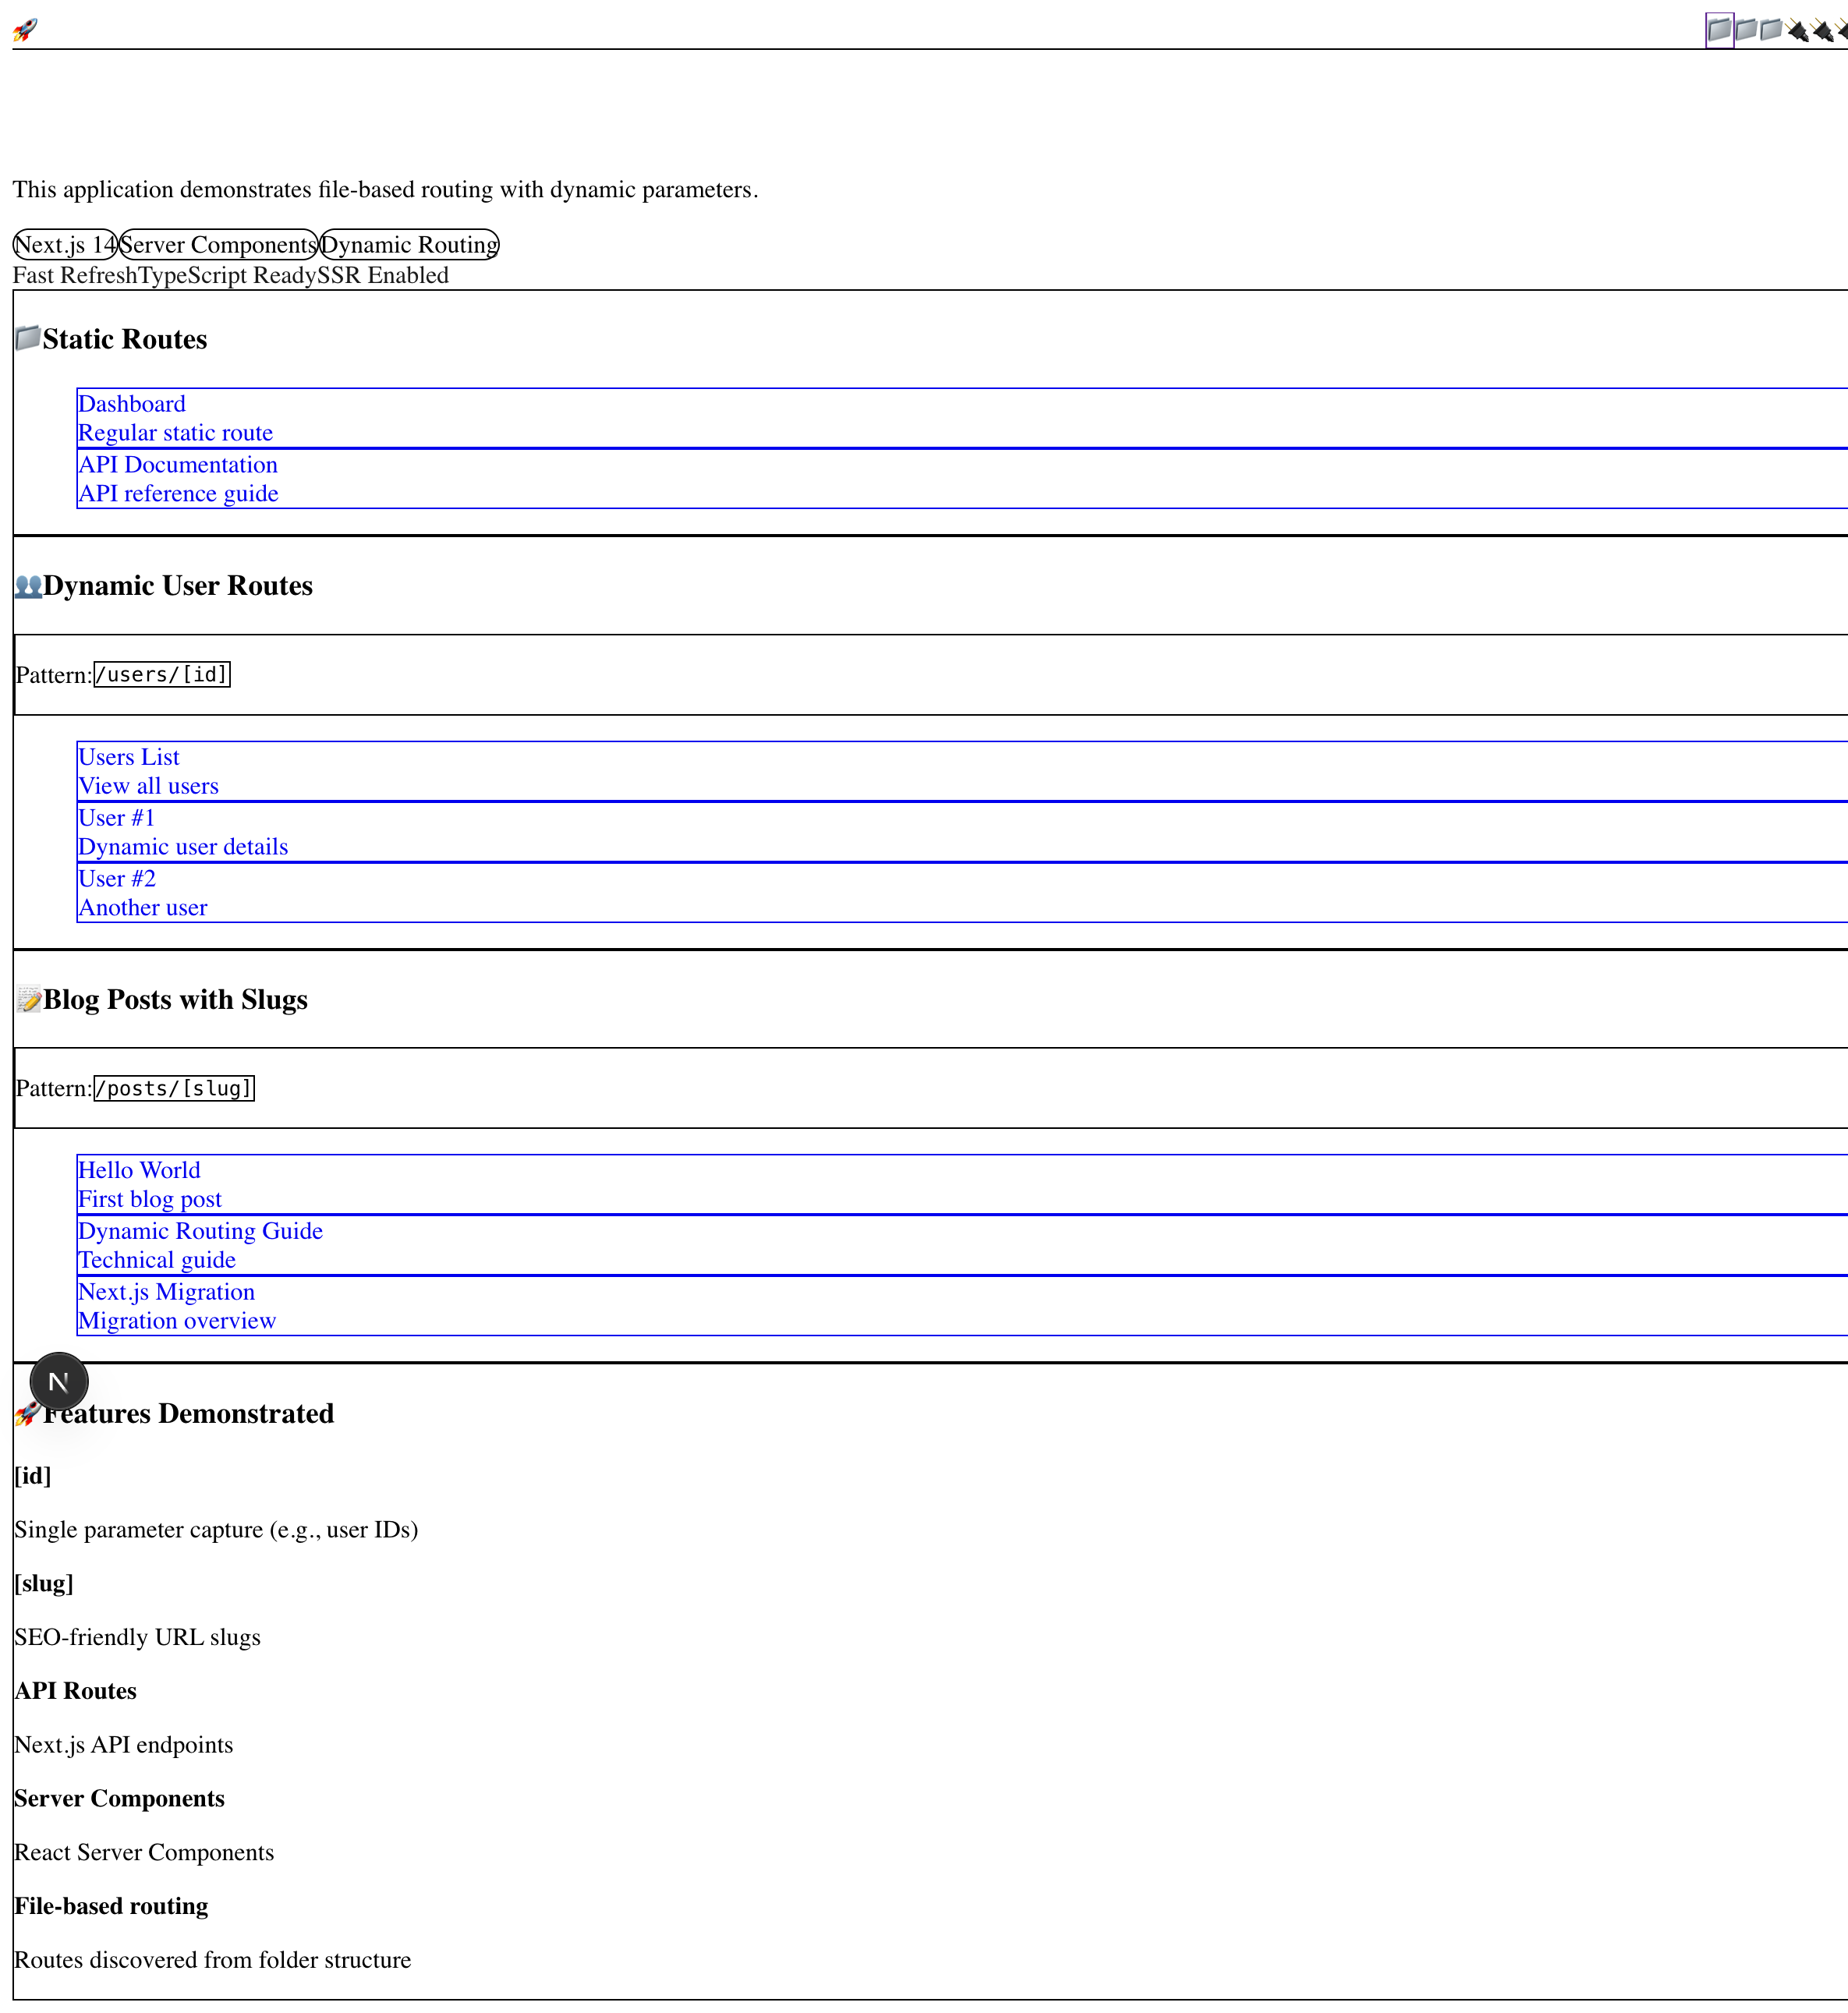 This application demonstrates file-based routing with dynamic parameters.
Next.js 14 Server Components Dynamic Routing
Fast RefreshTypeScript ReadySSR Enabled
Static Routes
Dashboard
Regular static route
API Documentation
API reference guide
Dynamic User Routes
Pattern: /users/[id]
Users List
View all users
User #1
Dynamic user details
User #2
Another user
Blog Posts with Slugs
Pattern: /posts/[slug]
Hello World
First blog post
Dynamic Routing Guide
Technical guide
Next.js Migration
Migration overview
N
Features Demonstrated
[id]
Single parameter capture (e.g., user IDs)
[slug]
SEO-friendly URL slugs
API Routes
Next.js API endpoints
Server Components
React Server Components
File-based routing
Routes discovered from folder structure